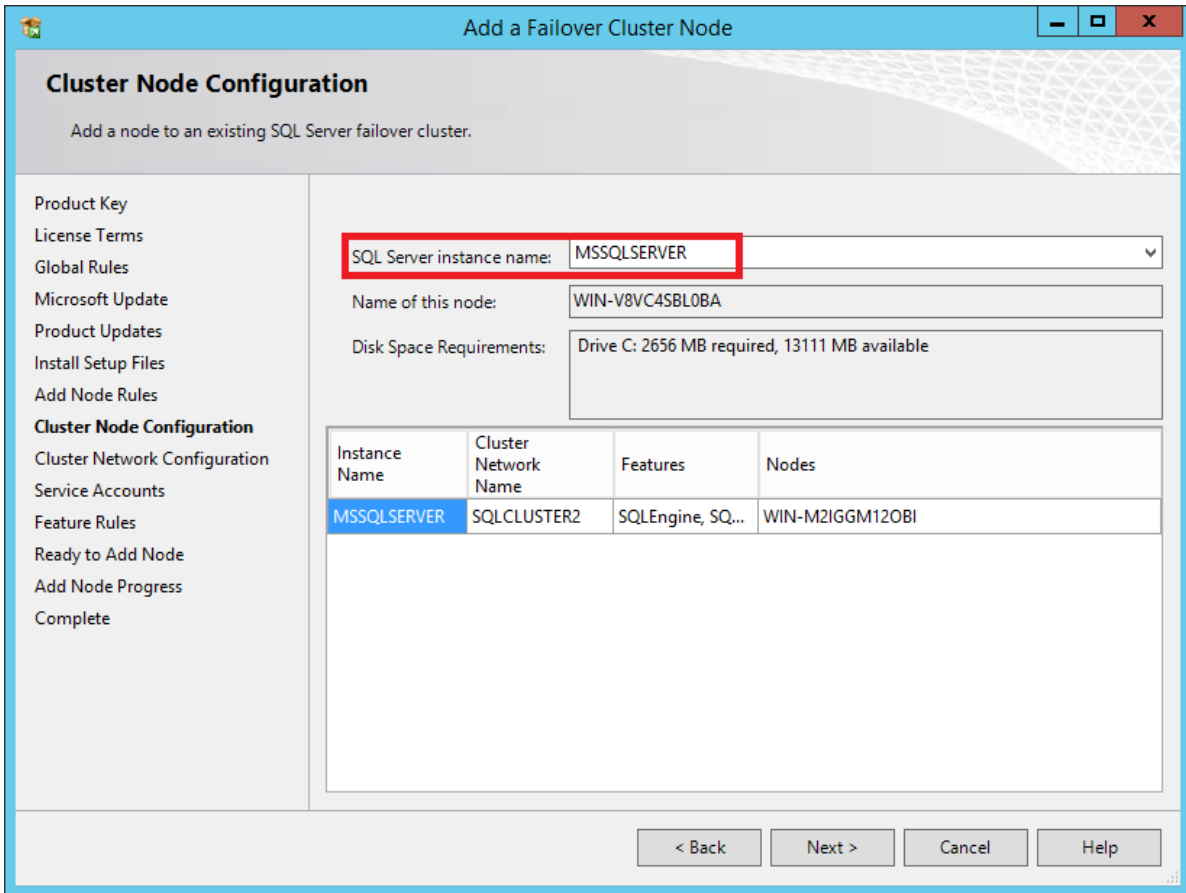 Add a Failover Cluster Node
Cluster Node Configuration
Add a node to an existing SQL Server failover cluster.
Product Key
License Terms
Global Rules
Microsoft Update
Product Updates
Install Setup Files
Add Node Rules
Cluster Node Configuration
Cluster Network Configuration
Service Accounts
Feature Rules
Ready to Add Node
Add Node Progress
Complete
SQL Server instance name: MSSQLSERVER
Name of this node: WIN-V8VC4SBL0BA
Disk Space Requirements: Drive C: 2656 MB required, 13111 MB available
Instance Name Cluster Network Name Features Nodes
MSSQLSERVER SQLCLUSTER2 SQLEngine, SQ... WIN-M2IGGM12OBI
< Back Next > Cancel Help